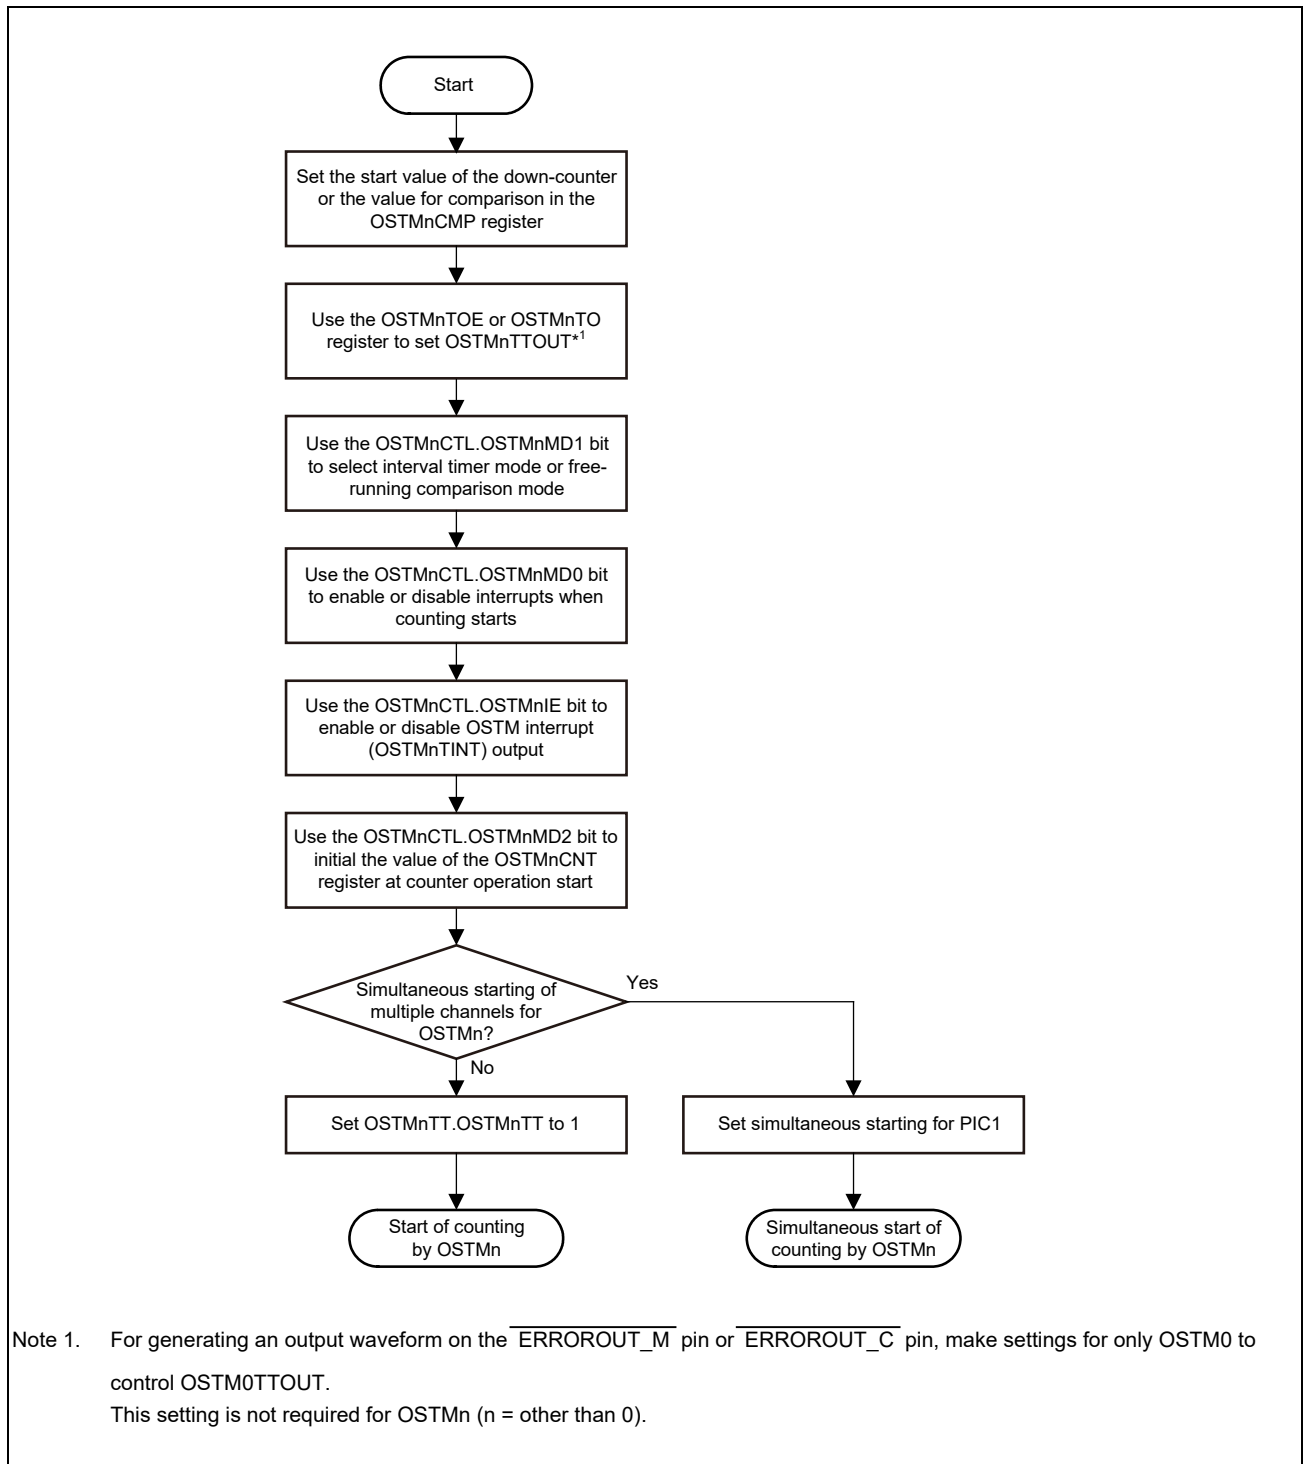 Start
Set the start value of the down-counter
or the value for comparison in the
OSTMnCMP register
Use the OSTMnTOE or OSTMnTO
register to set OSTMnTTOUT*1
Use the OSTMnCTL.OSTMnMD1 bit
to select interval timer mode or free-
running comparison mode
Use the OSTMnCTL.OSTMnMD0 bit
to enable or disable interrupts when
counting starts
Use the OSTMnCTL.OSTMnIE bit to
enable or disable OSTM interrupt
(OSTMnTINT) output
Use the OSTMnCTL.OSTMnMD2 bit to
initial the value of the OSTMnCNT
register at counter operation start
Simultaneous starting of
multiple channels for
OSTMn?
Yes
No
Set OSTMnTT.OSTMnTT to 1
Set simultaneous starting for PIC1
Start of counting
by OSTMn
Simultaneous start of
counting by OSTMn
Note 1. For generating an output waveform on the ERROROUT_M pin or ERROROUT_C pin, make settings for only OSTM0 to
control OSTM0TTOUT.
This setting is not required for OSTMn (n = other than 0).